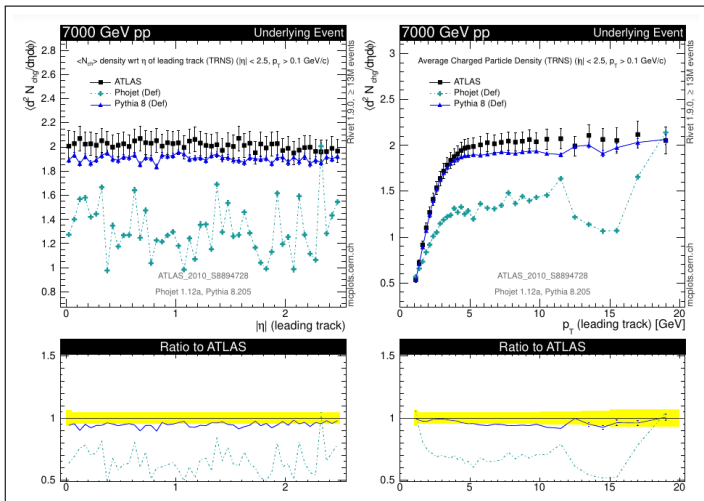 7000 GeV pp Underlying Event
⟨d² N chg/dηdφ⟩
<N ch> density wrt η of leading track (TRNS) (|η| < 2.5, p T > 0.1 GeV/c)
ATLAS
Phojet (Def)
Pythia 8 (Def)
2.8
2.6
2.4
2.2
2
1.8
1.6
1.4
1.2
1
0.8
ATLAS_2010_S8894728
Phojet 1.12a, Pythia 8.205
0 1 2
|η| (leading track)
Rivet 1.9.0, ≥ 13M events
mcplots.cern.ch
Ratio to ATLAS
1.5
1
0.5
0 1 2
7000 GeV pp Underlying Event
⟨d² N chg/dηdφ⟩
Average Charged Particle Density (TRNS) (|η| < 2.5, p T > 0.1 GeV/c)
ATLAS
Phojet (Def)
Pythia 8 (Def)
3
2.5
2
1.5
1
0.5
ATLAS_2010_S8894728
Phojet 1.12a, Pythia 8.205
0 5 10 15 20
p T (leading track) [GeV]
Rivet 1.9.0, ≥ 13M events
mcplots.cern.ch
Ratio to ATLAS
1.5
1
0.5
0 5 10 15 20